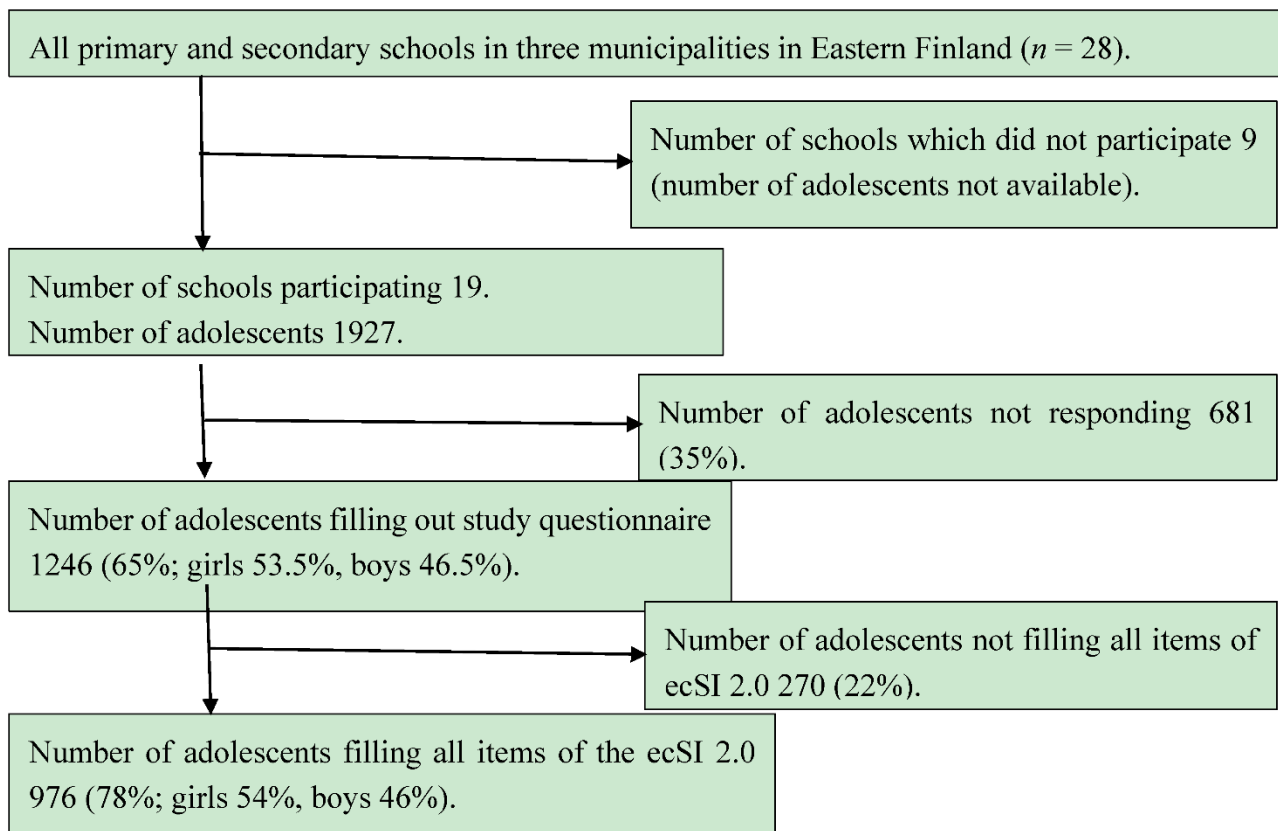 All primary and secondary schools in three municipalities in Eastern Finland (n = 28).
Number of schools which did not participate 9
(number of adolescents not available).
Number of schools participating 19.
Number of adolescents 1927.
Number of adolescents not responding 681
(35%).
Number of adolescents filling out study questionnaire
1246 (65%; girls 53.5%, boys 46.5%).
Number of adolescents not filling all items of
ecSI 2.0 270 (22%).
Number of adolescents filling all items of the ecSI 2.0
976 (78%; girls 54%, boys 46%).